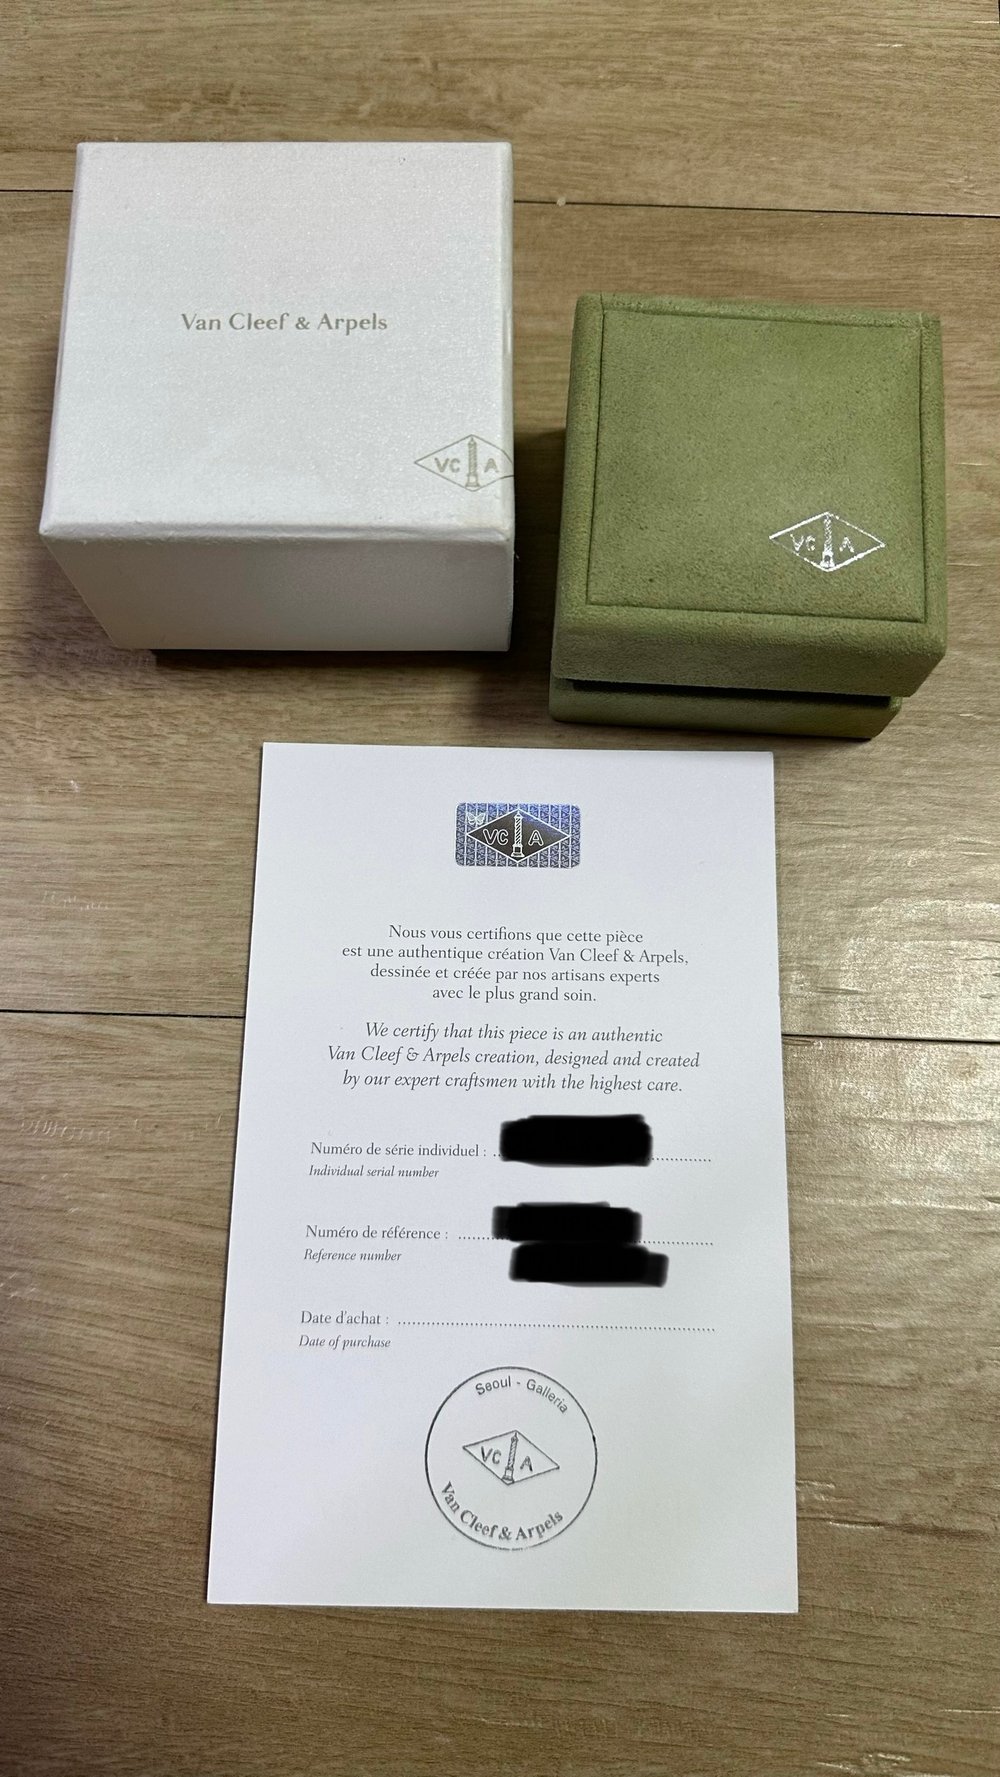 Van Cleef & Arpels
VC A
VC A
VC A
Nous vous certifions que cette pièce
est une authentique création Van Cleef & Arpels,
dessinée et créée par nos artisans experts
avec le plus grand soin.
We certify that this piece is an authentic
Van Cleef & Arpels creation, designed and created
by our expert craftsmen with the highest care.
Numéro de série individuel :
Individual serial number
Numéro de référence :
Reference number
Date d'achat :
Date of purchase
Seoul - Galleria
VC A
Van Cleef & Arpels